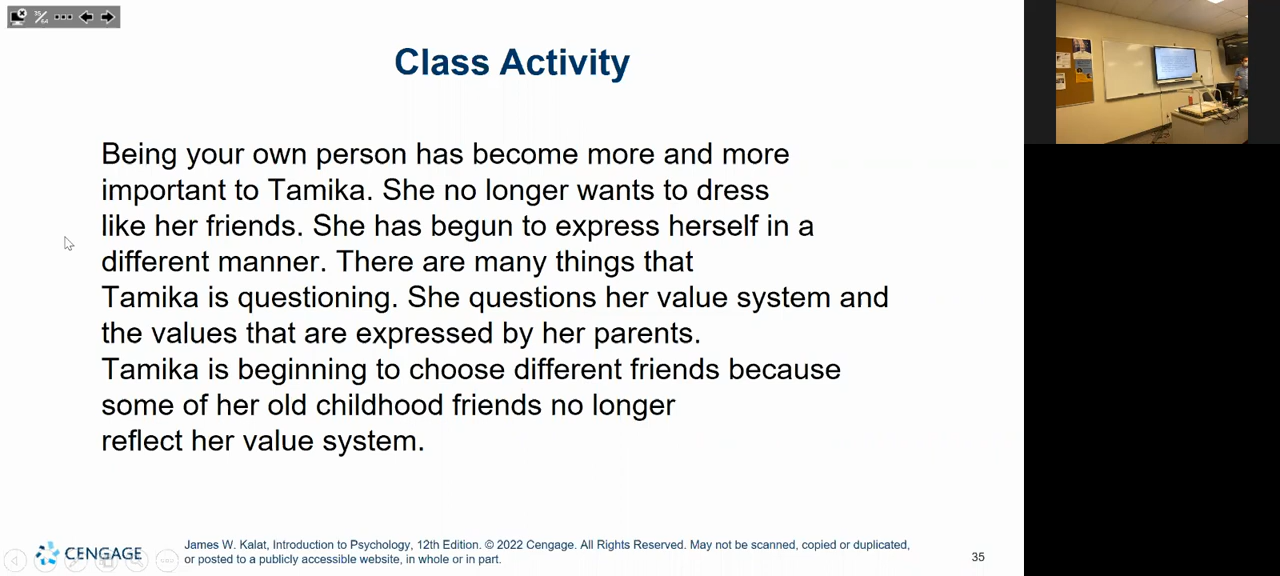 35/64
Class Activity
Being your own person has become more and more
important to Tamika. She no longer wants to dress
like her friends. She has begun to express herself in a
different manner. There are many things that
Tamika is questioning. She questions her value system and
the values that are expressed by her parents.
Tamika is beginning to choose different friends because
some of her old childhood friends no longer
reflect her value system.
CENGAGE
James W. Kalat, Introduction to Psychology, 12th Edition. © 2022 Cengage. All Rights Reserved. May not be scanned, copied or duplicated,
or posted to a publicly accessible website, in whole or in part.
35